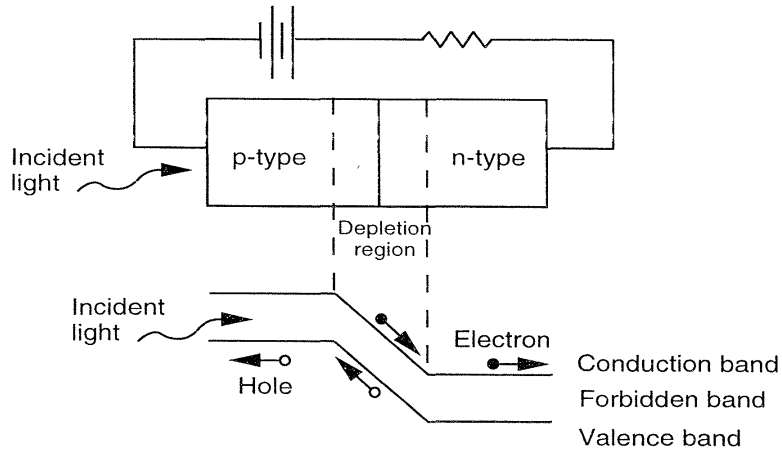 Incident
light
p-type
n-type
Depletion
region
Incident
light
Hole
Electron
Conduction band
Forbidden band
Valence band